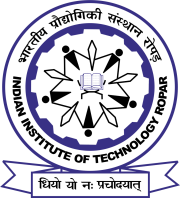 भारतीय प्रौद्योगिकी संस्थान रोपड़
INDIAN INSTITUTE OF TECHNOLOGY ROPAR
धियो यो नः प्रचोदयात्